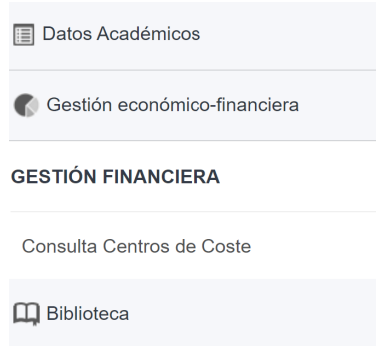 Datos Académicos
Gestión económico-financiera
GESTIÓN FINANCIERA
Consulta Centros de Coste
Biblioteca